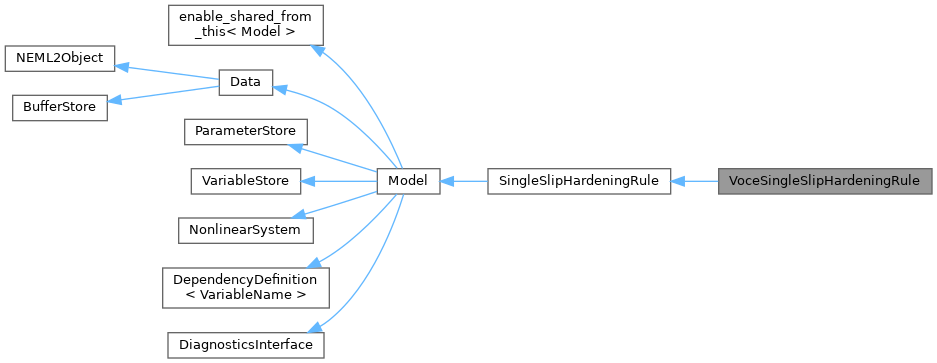 enable_shared_from
_this< Model >
NEML2Object
Data
BufferStore
ParameterStore
VariableStore
Model
SingleSlipHardeningRule
VoceSingleSlipHardeningRule
NonlinearSystem
DependencyDefinition
< VariableName >
DiagnosticsInterface